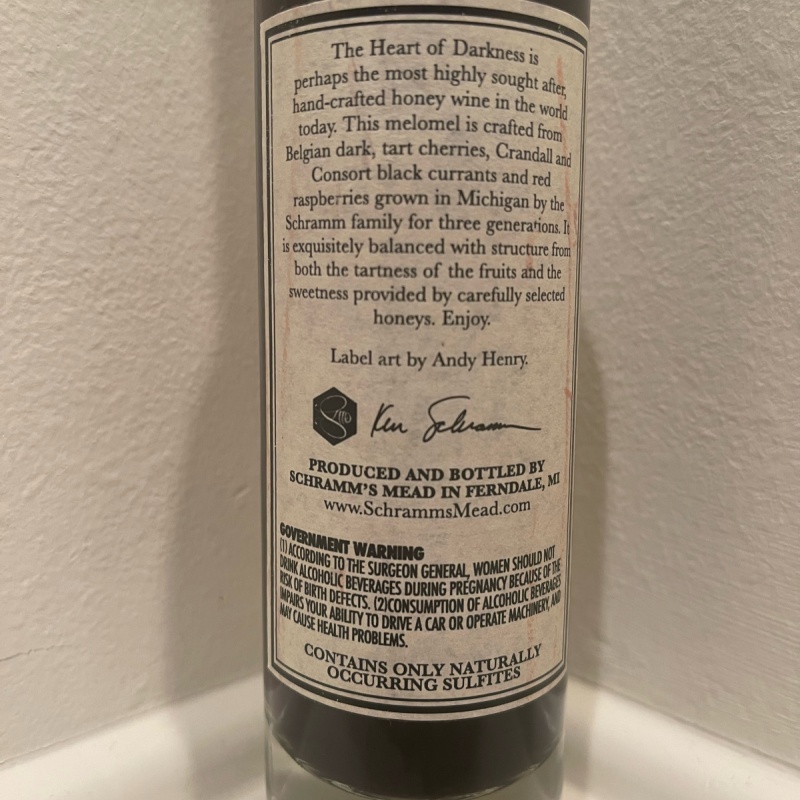 The Heart of Darkness is
perhaps the most highly sought after,
hand-crafted honey wine in the world
today. This melomel is crafted from
Belgian dark, tart cherries, Crandall and
Consort black currants and red
raspberries grown in Michigan by the
Schramm family for three generations. It
is exquisitely balanced with structure from
both the tartness of the fruits and the
sweetness provided by carefully selected
honeys. Enjoy.
Label art by Andy Henry.
Ken Schramm
PRODUCED AND BOTTLED BY
SCHRAMM'S MEAD IN FERNDALE, MI
www.SchrammsMead.com
GOVERNMENT WARNING
(1) ACCORDING TO THE SURGEON GENERAL, WOMEN SHOULD NOT
DRINK ALCOHOLIC BEVERAGES DURING PREGNANCY BECAUSE OF THE
RISK OF BIRTH DEFECTS. (2)CONSUMPTION OF ALCOHOLIC BEVERAGES
IMPAIRS YOUR ABILITY TO DRIVE A CAR OR OPERATE MACHINERY, AND
MAY CAUSE HEALTH PROBLEMS.
CONTAINS ONLY NATURALLY
OCCURRING SULFITES